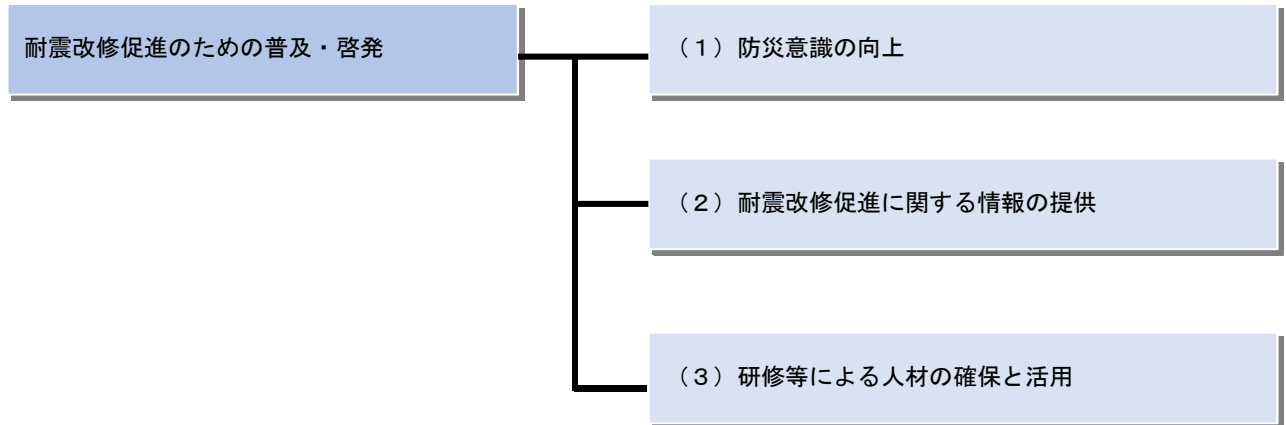 耐震改修促進のための普及・啓発
（１）防災意識の向上
（２）耐震改修促進に関する情報の提供
（３）研修等による人材の確保と活用